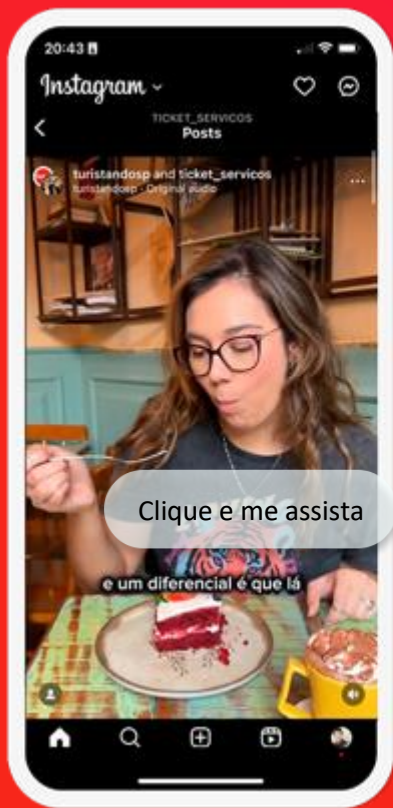 20:43
Instagram
TICKET_SERVICOS
Posts
turistandosp and ticket_servicos
turistandosp · Original audio
Clique e me assista
e um diferencial é que lá